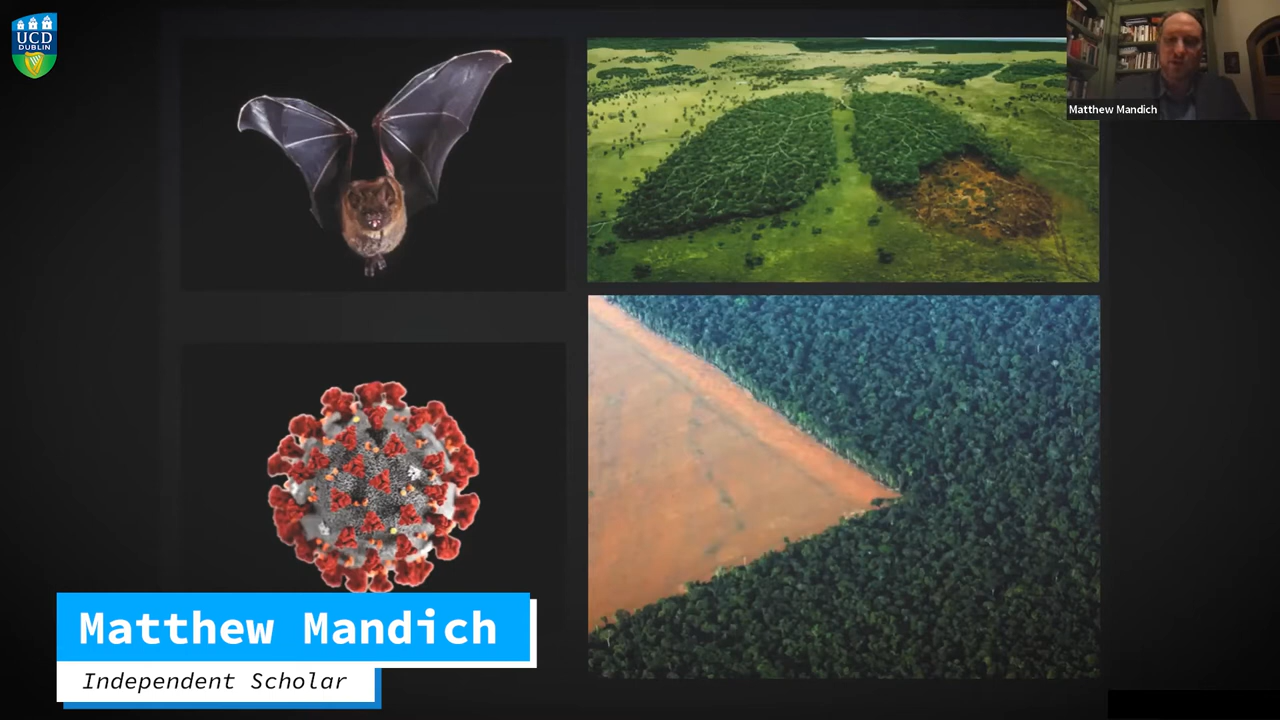 UCD
DUBLIN
Matthew Mandich
Matthew Mandich
Independent Scholar